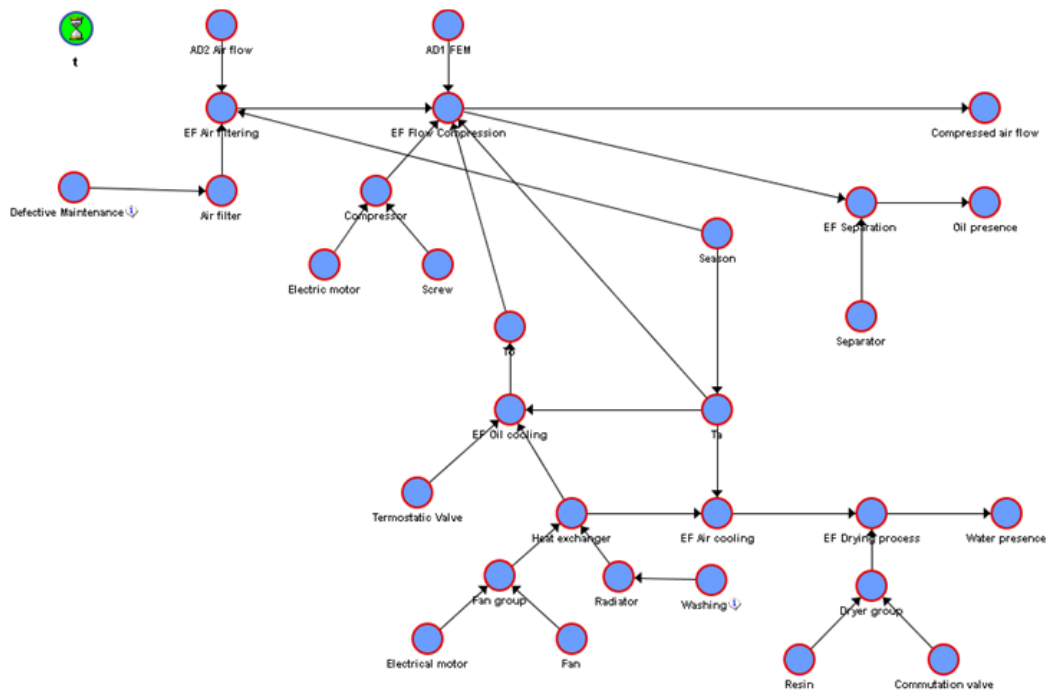 t
AD2 Air flow
AD1 FEM
EF Air filtering
EF Flow Compression
Compressed air flow
Defective Maintenance
Air filter
Compressor
EF Separation
Oil presence
Season
Electric motor
Screw
Separator
To
EF Oil cooling
Ta
Termostatic Valve
Heat exchanger
EF Air cooling
EF Drying process
Water presence
Fan group
Radiator
Washing
Dryer group
Electrical motor
Fan
Resin
Commutation valve